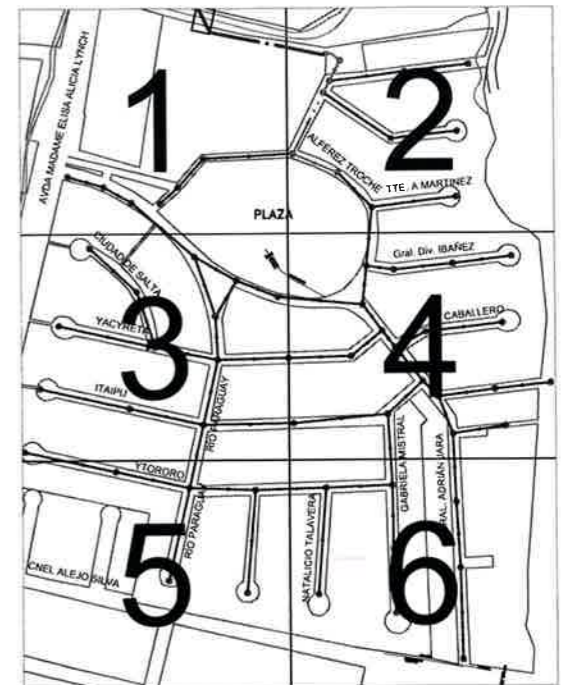 N
1
2
AVDA MADAME ELISA ALICIA LYNCH
ALFEREZ TROCHE
TTE. A MARTINEZ
PLAZA
CIUDAD DE SALTA
Gral. Div. IBAÑEZ
3
4
YACYRETA
CABALLERO
ITAIPU
RIO PARAGUAY
GABRIELA MISTRAL
GRAL. ADRIÁN JARA
YTORORO
5
6
RIO PARAGUAY
NATALICIO TALAVERA
CNEL ALEJO SILVA